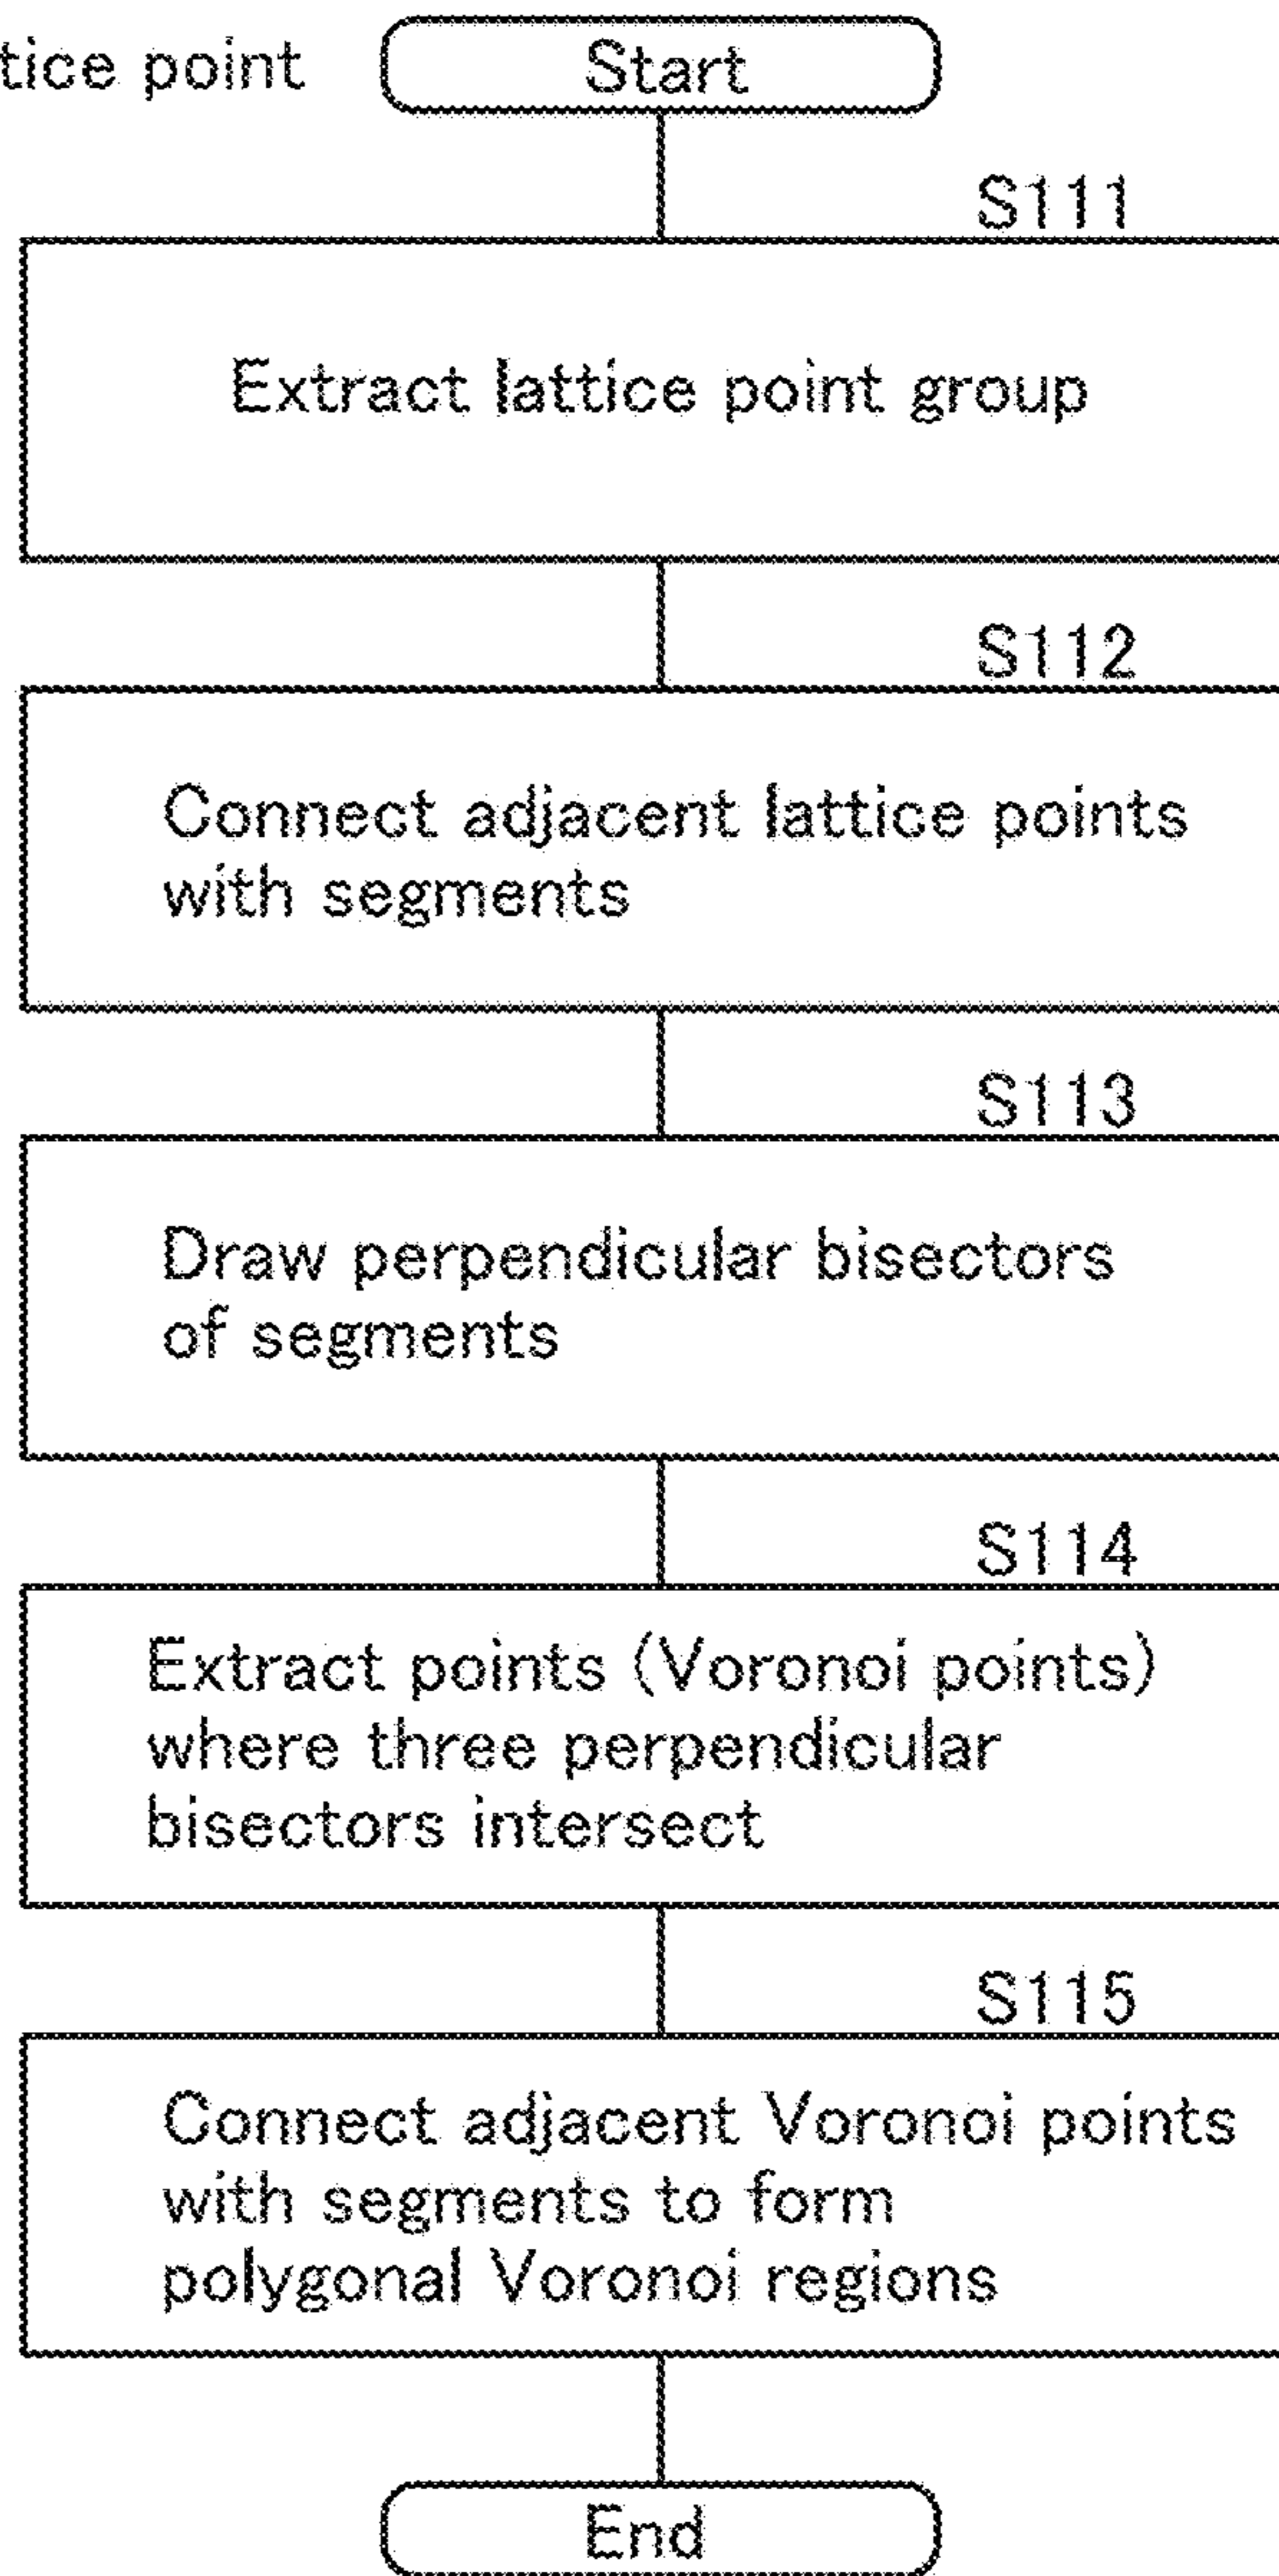 tice point
Start
S111
Extract lattice point group
S112
Connect adjacent lattice points
with segments
S113
Draw perpendicular bisectors
of segments
S114
Extract points (Voronoi points)
where three perpendicular
bisectors intersect
S115
Connect adjacent Voronoi points
with segments to form
polygonal Voronoi regions
End